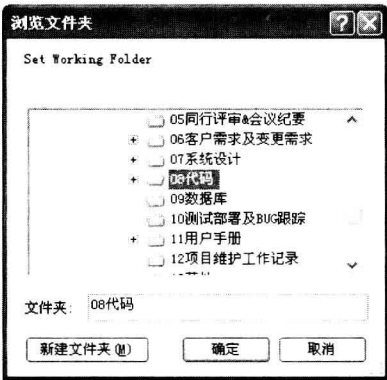 浏览文件夹
Set Working Folder
05同行评审&会议纪要
06客户需求及变更需求
07系统设计
08代码
09数据库
10测试部署及BUG跟踪
11用户手册
12项目维护工作记录
文件夹: 08代码
新建文件夹(M) 确定 取消